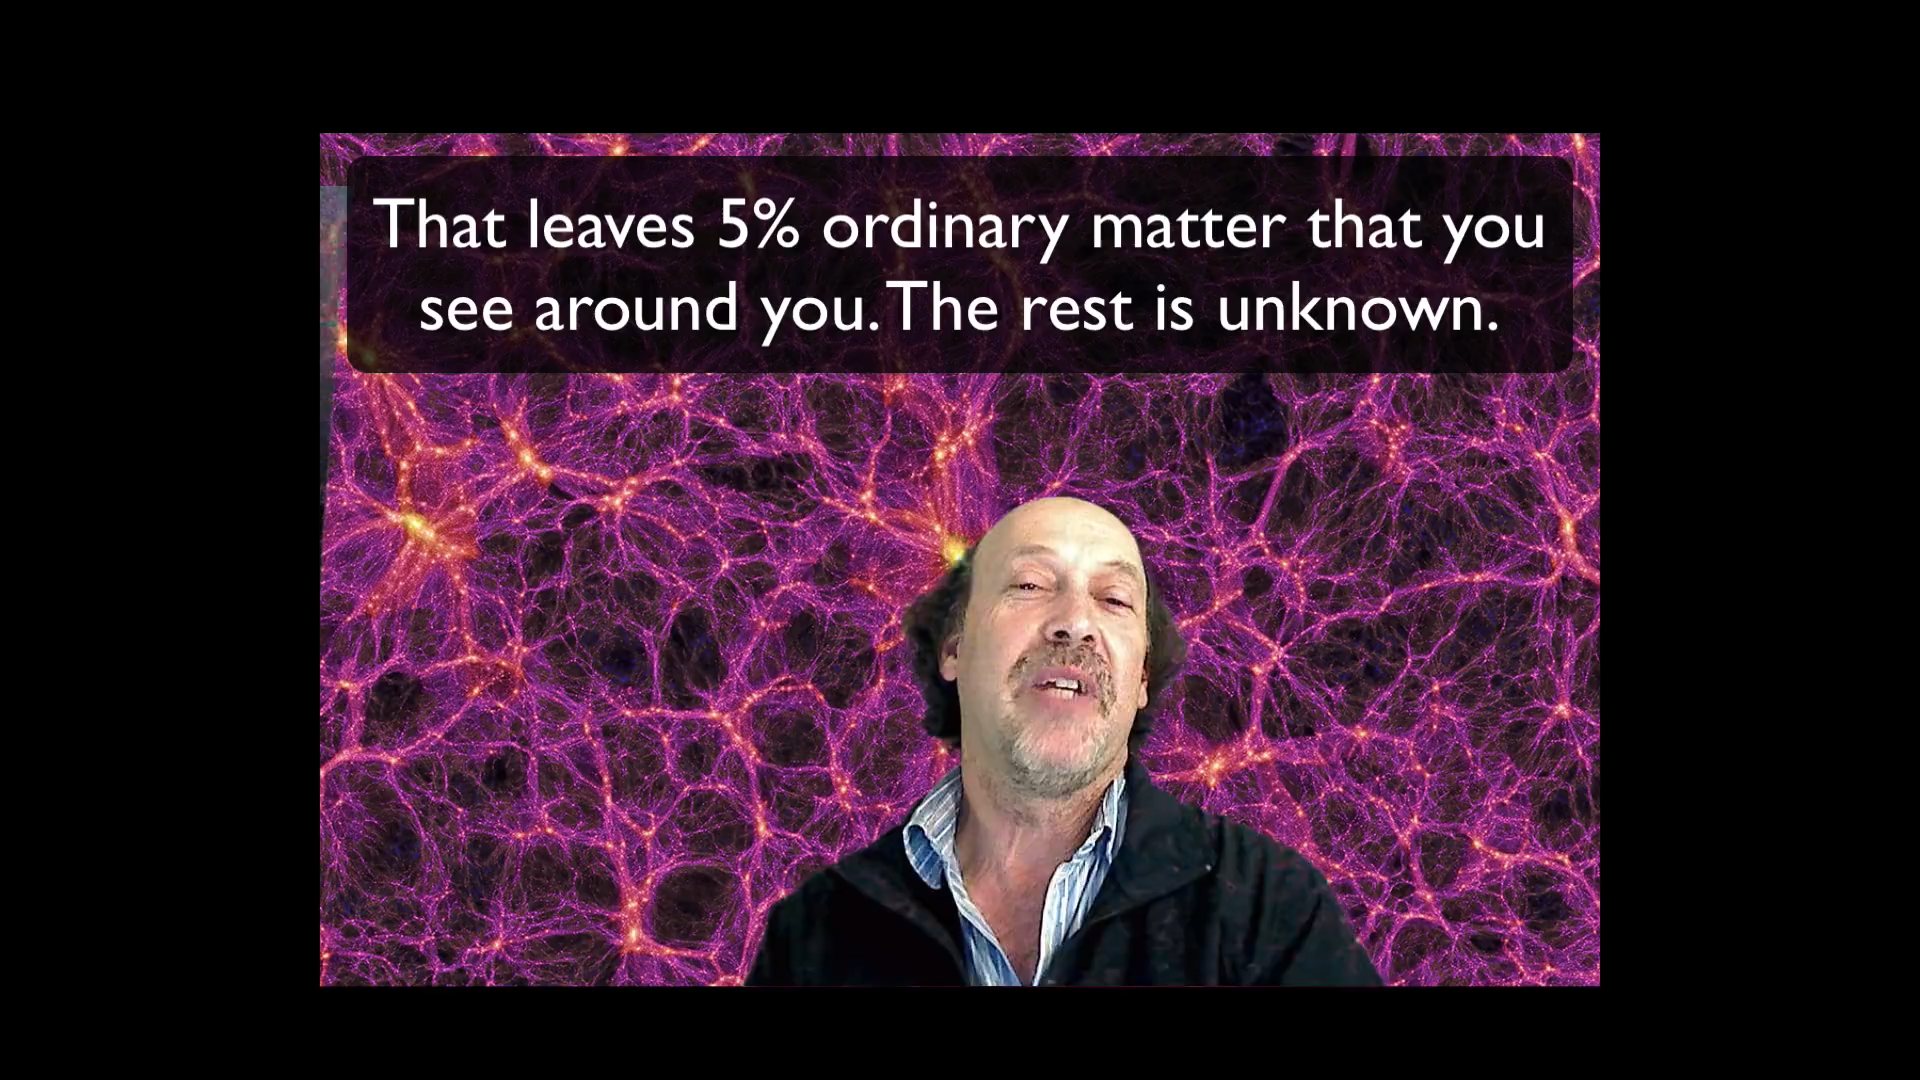 That leaves 5% ordinary matter that you
see around you. The rest is unknown.